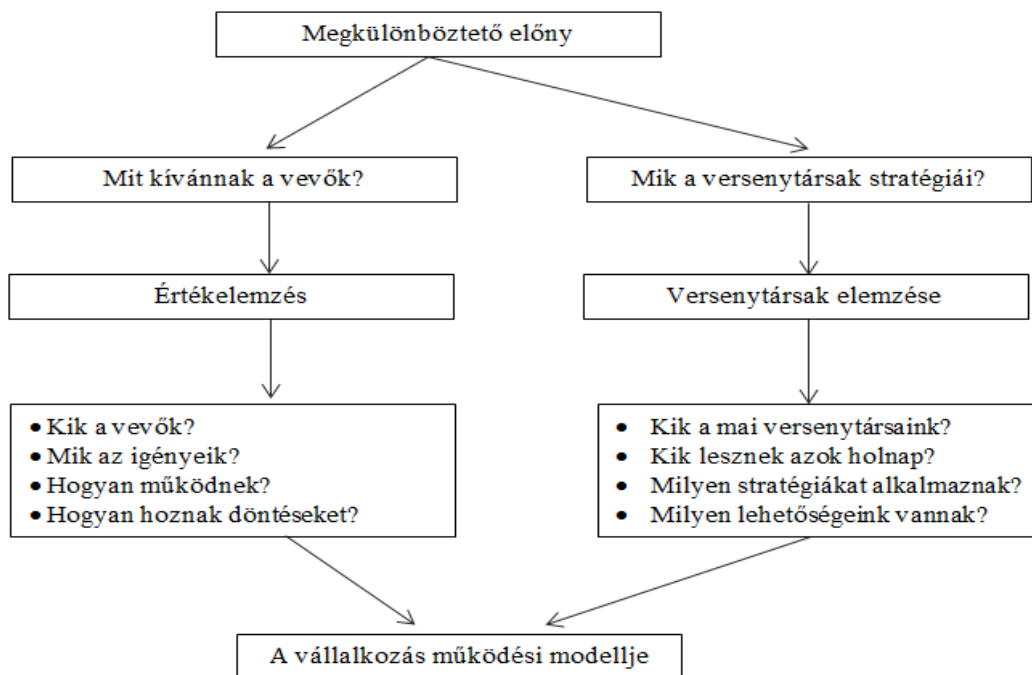 Megkülönböztető előny
Mit kívánnak a vevők?
Értékelemzés
• Kik a vevők?
• Mik az igényeik?
• Hogyan működnek?
• Hogyan hoznak döntéseket?
Mik a versenytársak stratégiái?
Versenytársak elemzése
• Kik a mai versenytársaink?
• Kik lesznek azok holnap?
• Milyen stratégiákat alkalmaznak?
• Milyen lehetőségeink vannak?
A vállalkozás működési modellje